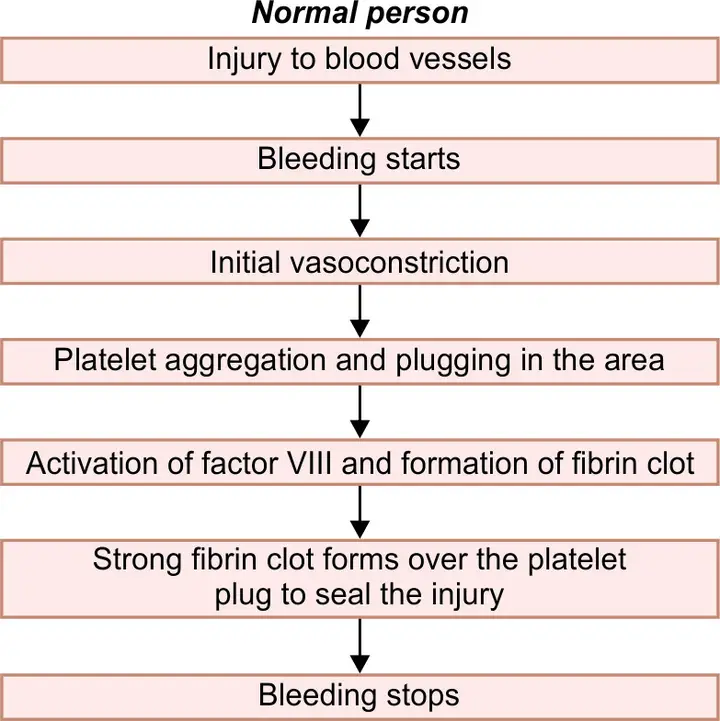 Normal person
Injury to blood vessels
Bleeding starts
Initial vasoconstriction
Platelet aggregation and plugging in the area
Activation of factor VIII and formation of fibrin clot
Strong fibrin clot forms over the platelet
plug to seal the injury
Bleeding stops